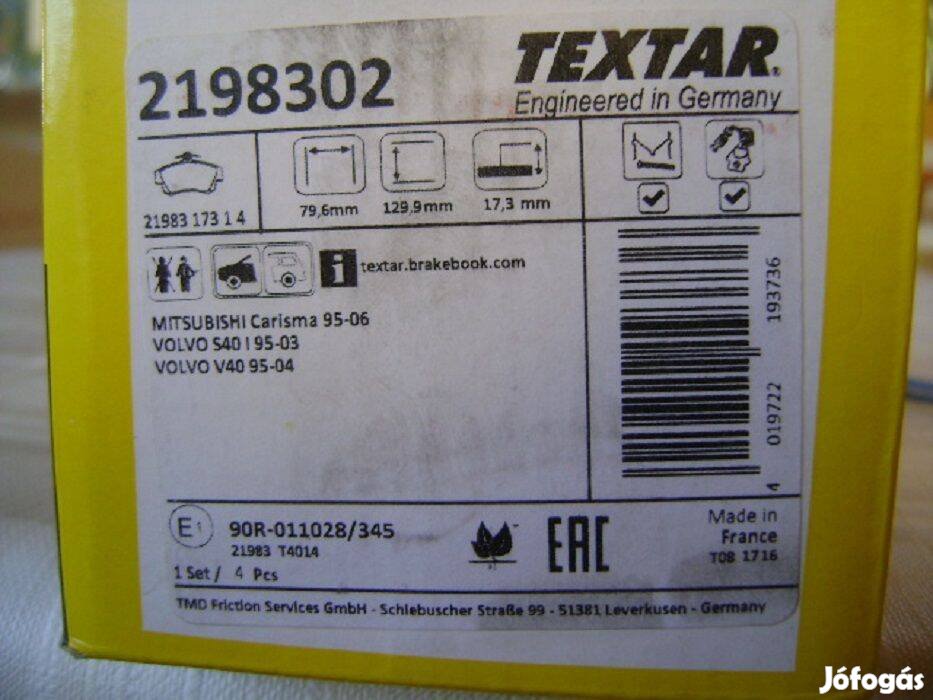 2198302
TEXTAR
Engineered in Germany
21983 173 1 4
79,6mm
129,9mm
17,3 mm
i textar.brakebook.com
MITSUBISHI Carisma 95-06
VOLVO S40 I 95-03
VOLVO V40 95-04
4 019722 193736
E1 90R-011028/345
21983 T4014
1 Set / 4 Pcs
EAC
Made in
France
T08 1716
TMD Friction Services GmbH - Schlebuscher Straße 99 - 51381 Leverkusen - Germany
Jófogás